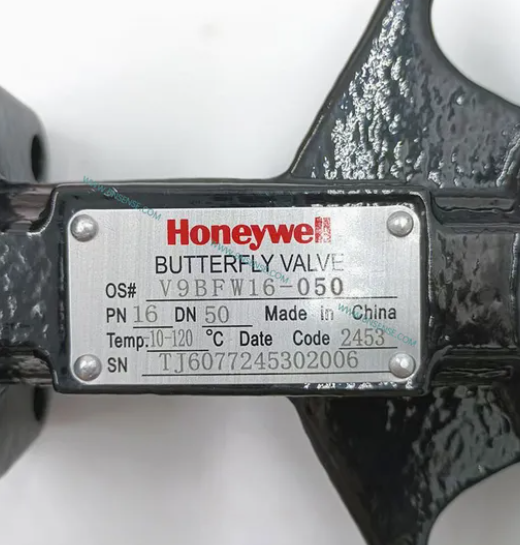 Honeywell
BUTTERFLY VALVE
OS# V9BFW16-050
PN 16 DN 50 Made in China
Temp. 10-120 °C Date Code 2453
SN TJ6077245302006